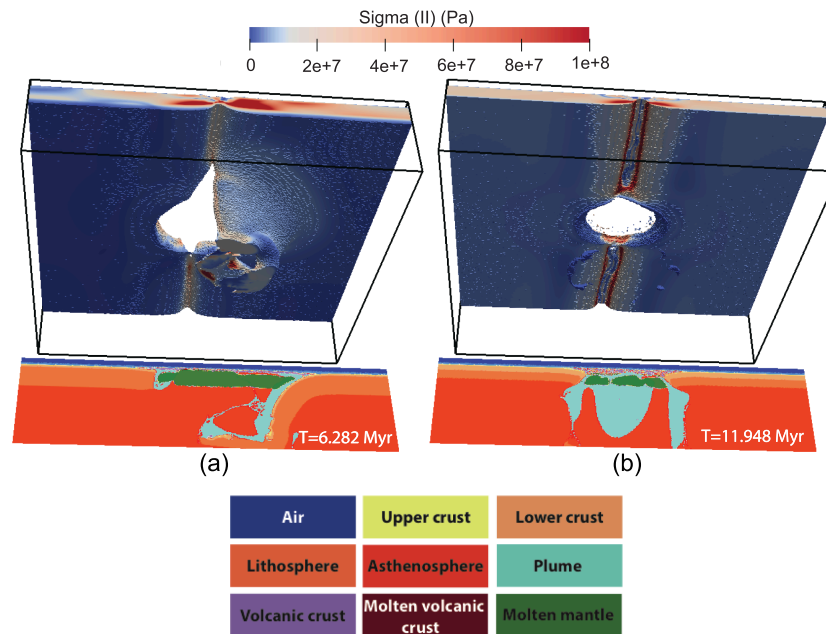 Sigma (II) (Pa)
0 2e+7 4e+7 6e+7 8e+7 1e+8
T=6.282 Myr
T=11.948 Myr
(a)
(b)
Air
Upper crust
Lower crust
Lithosphere
Asthenosphere
Plume
Volcanic crust
Molten volcanic
crust
Molten mantle